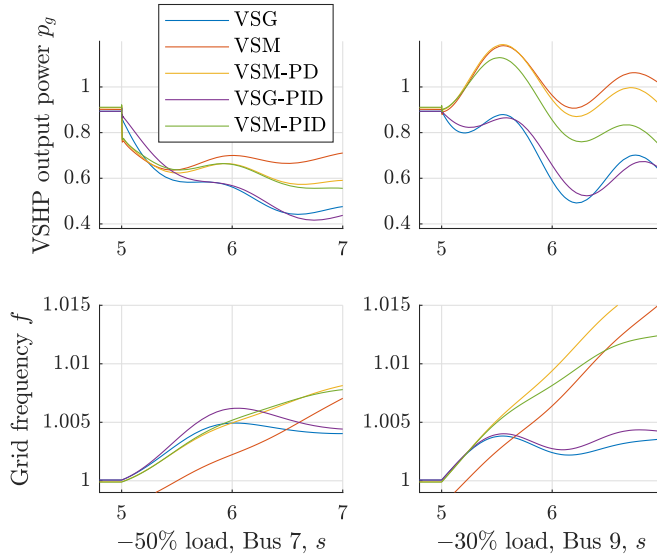 VSHP output power p_g
1
0.8
0.6
0.4
5
6
7
VSG
VSM
VSM-PD
VSG-PID
VSM-PID
1
0.8
0.6
0.4
5
6
Grid frequency f
1.015
1.01
1.005
1
5
6
7
−50% load, Bus 7, s
1.015
1.01
1.005
1
5
6
−30% load, Bus 9, s